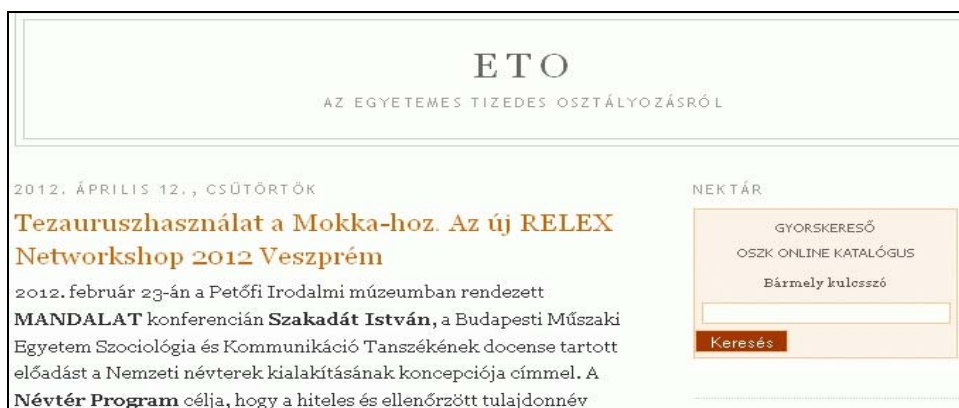 ETO
AZ EGYETEMES TIZEDES OSZTÁLYOZÁSRÓL
2012. ÁPRILIS 12., CSÜTÖRTÖK
Tezauruszhasználat a Mokka-hoz. Az új RELEX
Networkshop 2012 Veszprém
2012. február 23-án a Petőfi Irodalmi múzeumban rendezett
MANDALAT konferencián Szakadát István, a Budapesti Műszaki
Egyetem Szociológia és Kommunikáció Tanszékének docense tartott
előadást a Nemzeti névterek kialakításának koncepciója címmel. A
Névtér Program célja, hogy a hiteles és ellenőrzött tulajdonnév
NEKTÁR
GYORSKERESŐ
OSZK ONLINE KATALÓGUS
Bármely kulcsszó
Keresés